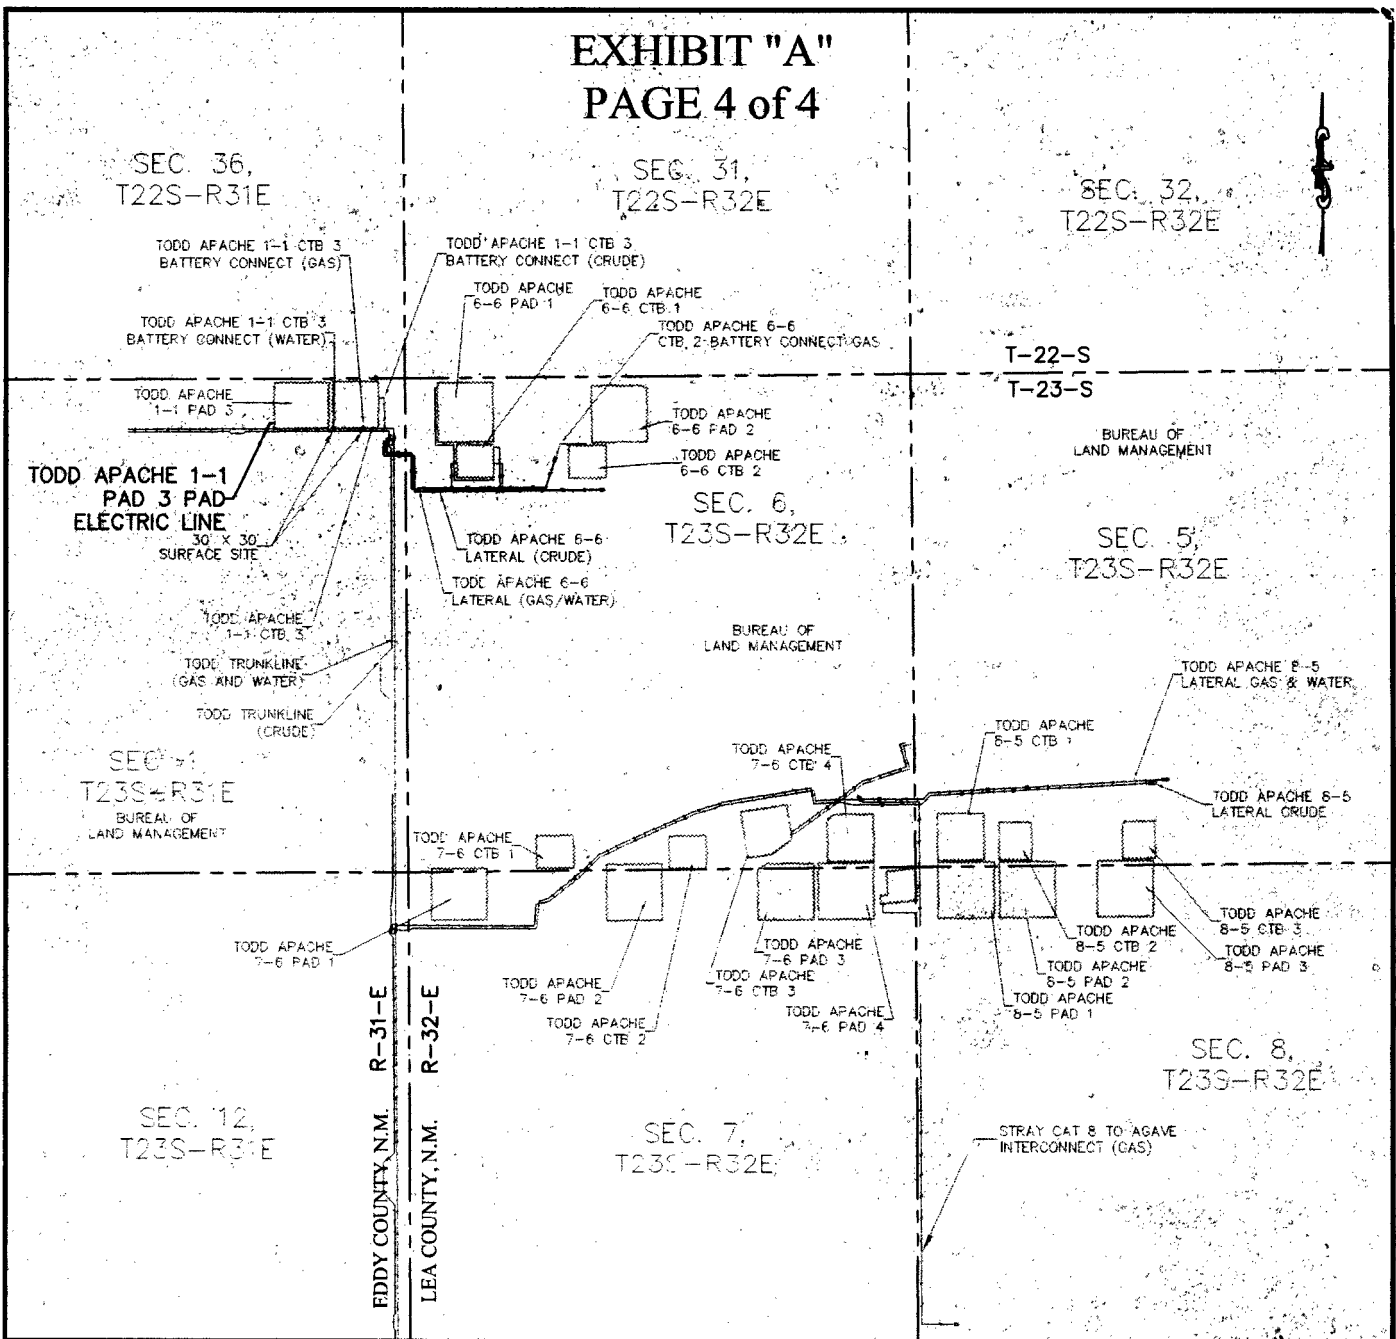 EXHIBIT "A"
PAGE 4 of 4
SEC. 36,
T22S-R31E
SEC. 31,
T22S-R32E
SEC. 32,
T22S-R32E
TODD APACHE 1-1 CTB 3
BATTERY CONNECT (GAS)
TODD APACHE 1-1 CTB 3
BATTERY CONNECT (CRUDE)
TODD APACHE
6-6 PAD 1
TODD APACHE
6-6 CTB 1
TODD APACHE 1-1 CTB 3
BATTERY CONNECT (WATER)
TODD APACHE 6-6
CTB 2 BATTERY CONNECT GAS
T-22-S
T-23-S
TODD APACHE
1-1 PAD 3
TODD APACHE
6-6 PAD 2
BUREAU OF
LAND MANAGEMENT
TODD APACHE
6-6 CTB 2
TODD APACHE 1-1
PAD 3 PAD
ELECTRIC LINE
30' X 30'
SURFACE SITE
SEC. 6,
T23S-R32E
SEC. 5,
T23S-R32E
TODD APACHE 6-6
LATERAL (CRUDE)
TODD APACHE 6-6
LATERAL (GAS/WATER)
TODD APACHE
1-1 CTB 3
BUREAU OF
LAND MANAGEMENT
TODD TRUNKLINE
(GAS AND WATER)
TODD APACHE 8-5
LATERAL GAS & WATER
TODD TRUNKLINE
(CRUDE)
TODD APACHE
8-5 CTB 1
SEC. 1,
T23S-R31E
BUREAU OF
LAND MANAGEMENT
TODD APACHE
7-6 CTB 4
TODD APACHE 8-5
LATERAL CRUDE
TODD APACHE
7-6 CTB 1
TODD APACHE
7-6 PAD 1
TODD APACHE
7-6 PAD 2
TODD APACHE
7-6 CTB 2
TODD APACHE
7-6 PAD 3
TODD APACHE
7-6 CTB 3
TODD APACHE
7-6 PAD 4
TODD APACHE
8-5 CTB 3
TODD APACHE
8-5 CTB 2
TODD APACHE
8-5 PAD 3
TODD APACHE
8-5 PAD 2
TODD APACHE
8-5 PAD 1
R-31-E
R-32-E
SEC. 8,
T23S-R32E
SEC. 12,
T23S-R31E
SEC. 7,
T23S-R32E
STRAY CAT 8 TO AGAVE
INTERCONNECT (GAS)
EDDY COUNTY, N.M.
LEA COUNTY, N.M.